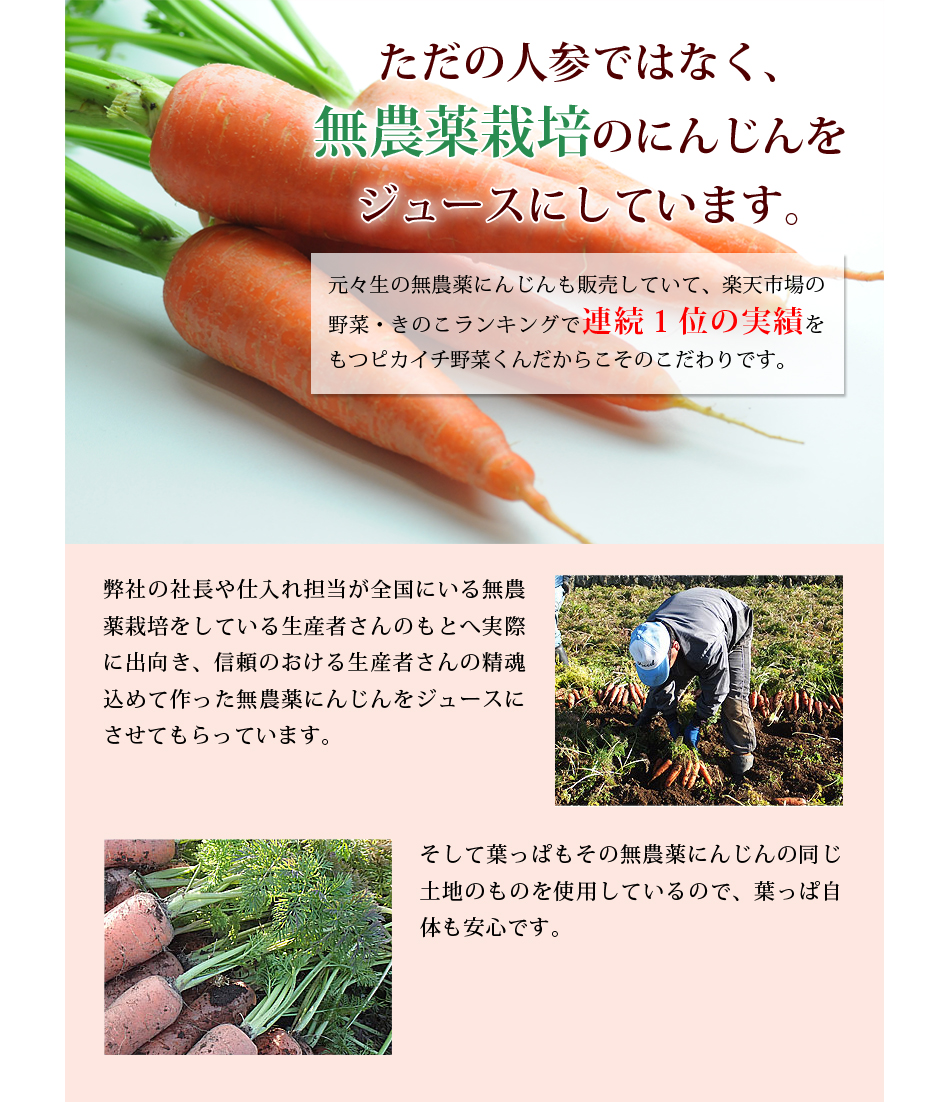 ただの人参ではなく、
無農薬栽培のにんじんを
ジュースにしています。
元々生の無農薬にんじんも販売していて、楽天市場の
野菜・きのこランキングで連続１位の実績を
もつピカイチ野菜くんだからこそのこだわりです。
弊社の社長や仕入れ担当が全国にいる無農
薬栽培をしている生産者さんのもとへ実際
に出向き、信頼のおける生産者さんの精魂
込めて作った無農薬にんじんをジュースに
させてもらっています。
そして葉っぱもその無農薬にんじんの同じ
土地のものを使用しているので、葉っぱ自
体も安心です。